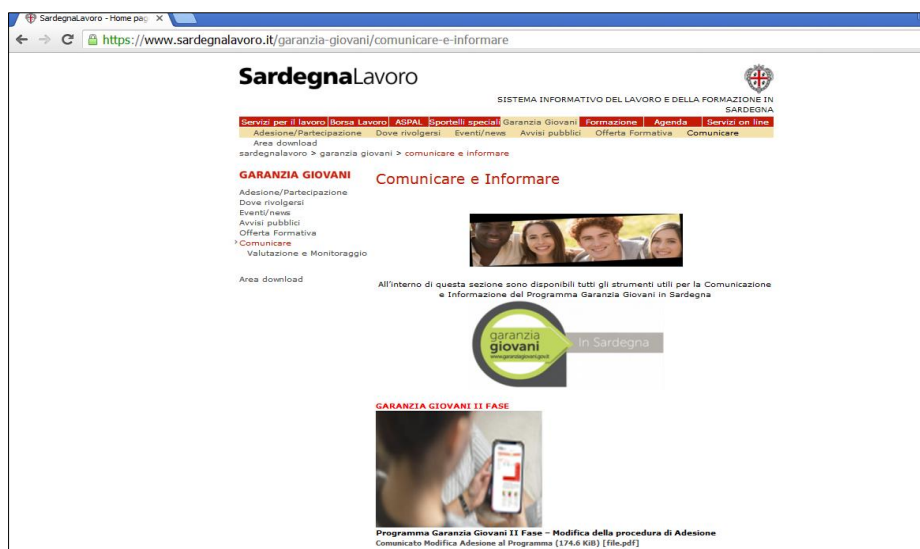 SardegnaLavoro - Home pag
https://www.sardegnalavoro.it/garanzia-giovani/comunicare-e-informare
SardegnaLavoro
SISTEMA INFORMATIVO DEL LAVORO E DELLA FORMAZIONE IN
SARDEGNA
Servizi per il lavoro Borsa Lavoro ASPAL Sportelli speciali Garanzia Giovani Formazione Agenda Servizi on line
Adesione/Partecipazione Dove rivolgersi Eventi/news Avvisi pubblici Offerta Formativa Comunicare
Area download
sardegnalavoro > garanzia giovani > comunicare e informare
GARANZIA GIOVANI
Adesione/Partecipazione
Dove rivolgersi
Eventi/news
Avvisi pubblici
Offerta Formativa
Comunicare
Valutazione e Monitoraggio
Area download
Comunicare e Informare
All'interno di questa sezione sono disponibili tutti gli strumenti utili per la Comunicazione
e Informazione del Programma Garanzia Giovani in Sardegna
garanzia
giovani
www.garanziagiovani.gov.it
In Sardegna
GARANZIA GIOVANI II FASE
Programma Garanzia Giovani II Fase – Modifica della procedura di Adesione
Comunicato Modifica Adesione al Programma (174.6 KiB) [file.pdf]